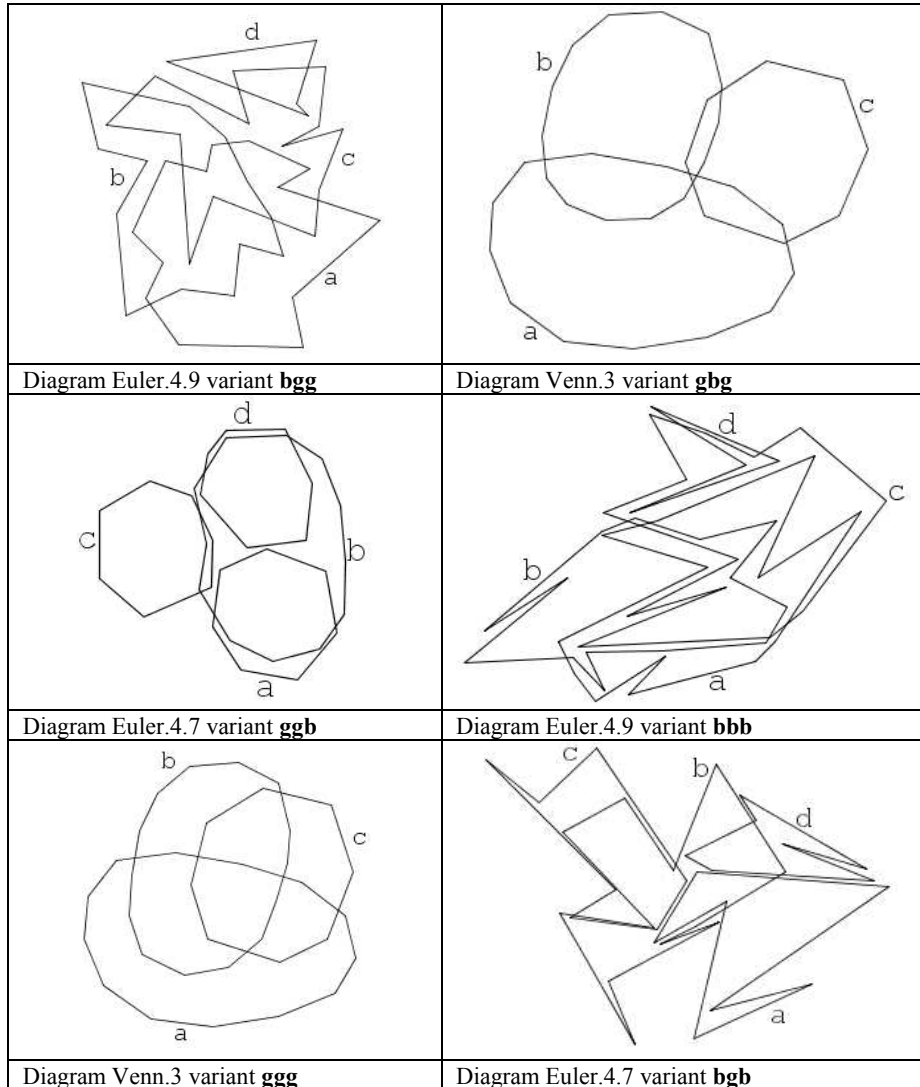 d
b
c
a
Diagram Euler.4.9 variant bgg
b
c
a
Diagram Venn.3 variant gbg
d
c
b
a
Diagram Euler.4.7 variant ggb
d
c
b
a
Diagram Euler.4.9 variant bbb
b
c
a
Diagram Venn.3 variant ggg
c
b
d
a
Diagram Euler.4.7 variant bgb